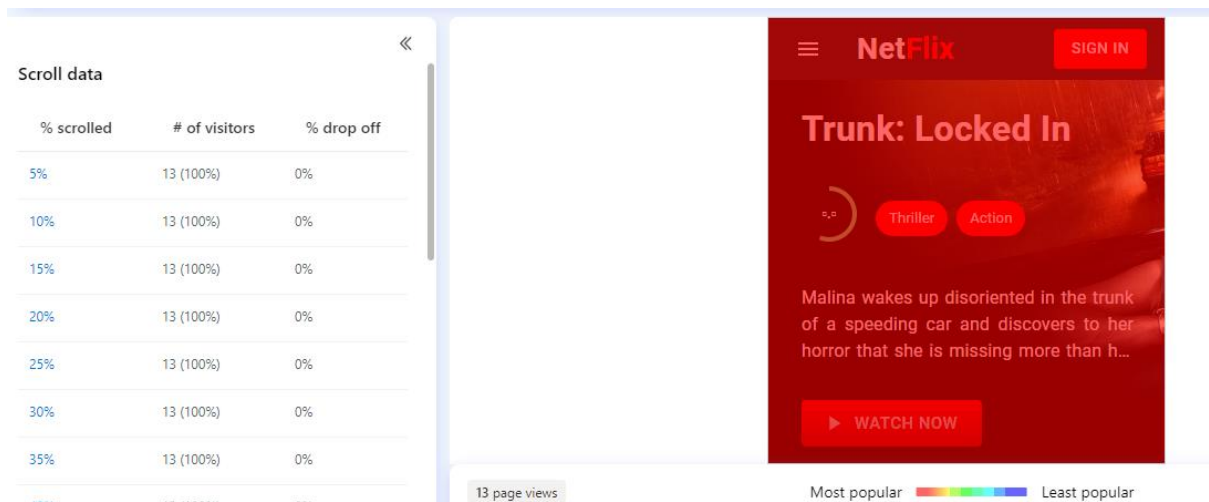 Scroll data
% scrolled # of visitors % drop off
5% 13 (100%) 0%
10% 13 (100%) 0%
15% 13 (100%) 0%
20% 13 (100%) 0%
25% 13 (100%) 0%
30% 13 (100%) 0%
35% 13 (100%) 0%
NetFlix SIGN IN
Trunk: Locked In
Thriller Action
Malina wakes up disoriented in the trunk
of a speeding car and discovers to her
horror that she is missing more than h...
WATCH NOW
13 page views Most popular Least popular